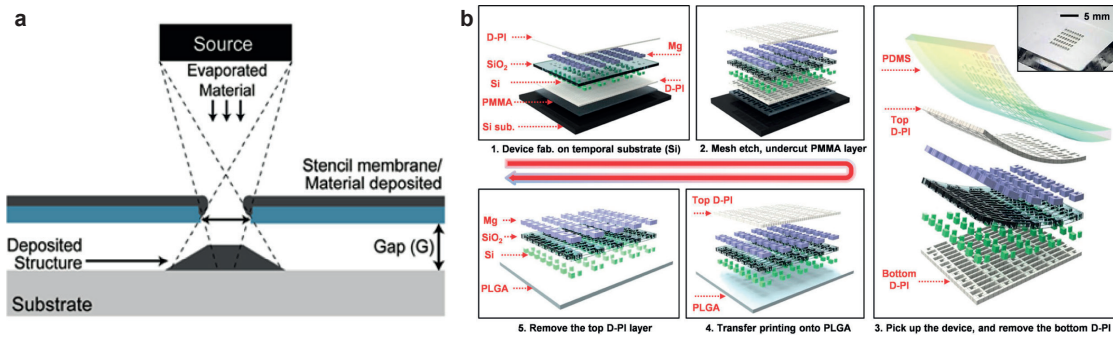 a
Source
Evaporated
Material
Stencil membrane/
Material deposited
Deposited
Structure
Gap (G)
Substrate
b
D-PI
Mg
SiO2
Si
D-PI
PMMA
Si sub.
1. Device fab. on temporal substrate (Si)
2. Mesh etch, undercut PMMA layer
5 mm
PDMS
Top
D-PI
Bottom
D-PI
3. Pick up the device, and remove the bottom D-PI
Top D-PI
PLGA
4. Transfer printing onto PLGA
Mg
SiO2
Si
PLGA
5. Remove the top D-PI layer